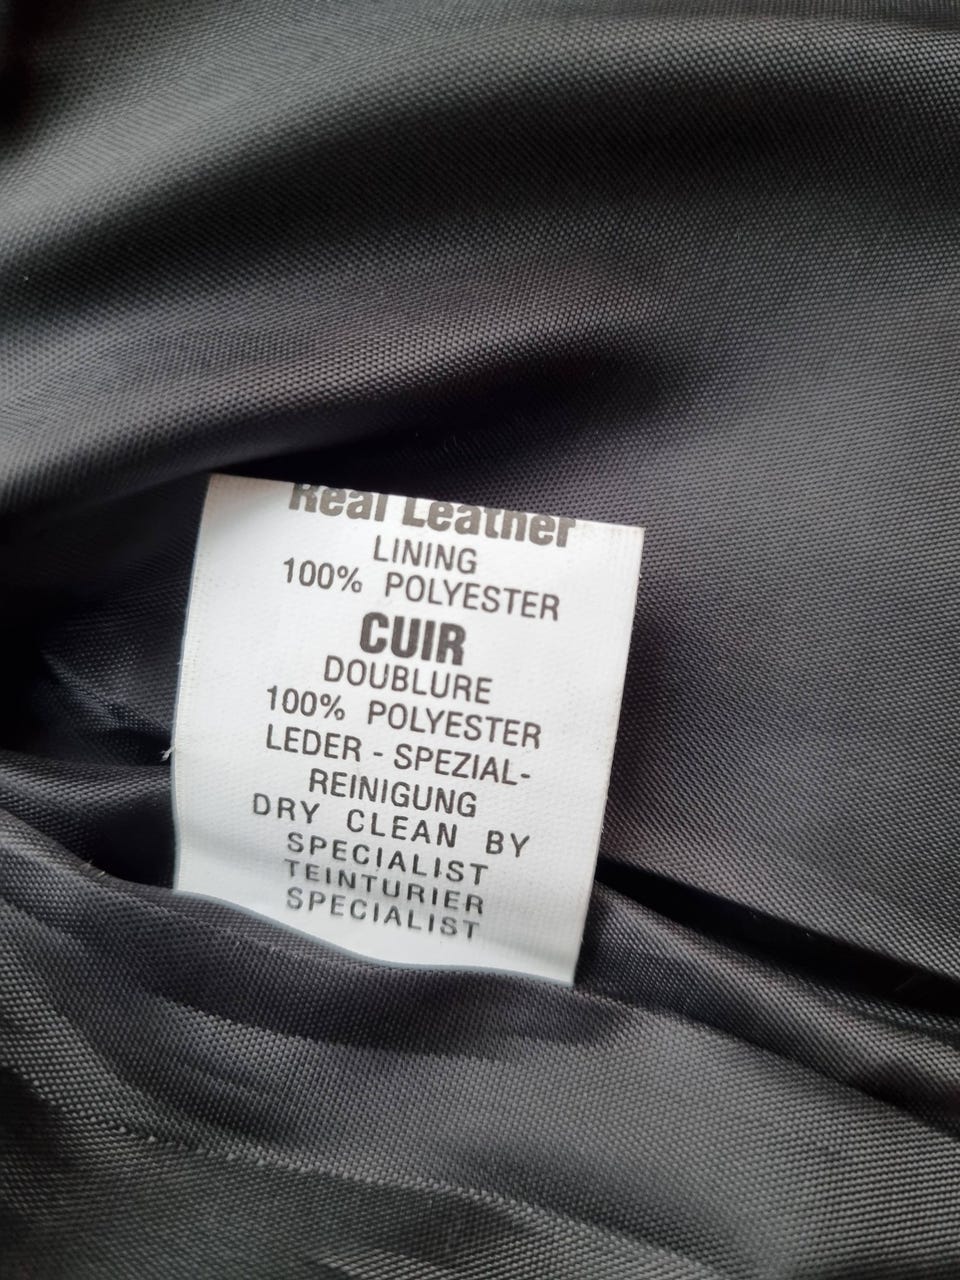 Real Leather
LINING
100% POLYESTER
CUIR
DOUBLURE
100% POLYESTER
LEDER - SPEZIAL-
REINIGUNG
DRY CLEAN BY
SPECIALIST
TEINTURIER
SPECIALIST